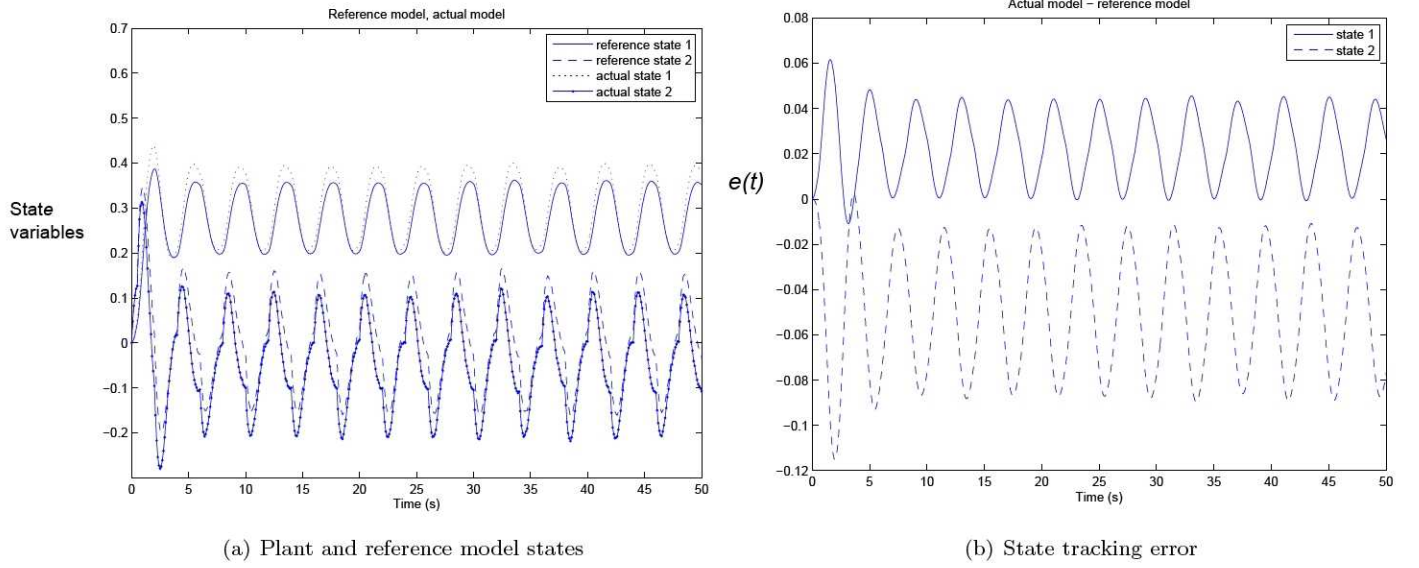 Reference model, actual model
reference state 1
reference state 2
actual state 1
actual state 2
State
variables
0.7
0.6
0.5
0.4
0.3
0.2
0.1
0
−0.1
−0.2
0 5 10 15 20 25 30 35 40 45 50
Time (s)
(a) Plant and reference model states
Actual model − reference model
state 1
state 2
e(t)
0.08
0.06
0.04
0.02
0
−0.02
−0.04
−0.06
−0.08
−0.1
−0.12
0 5 10 15 20 25 30 35 40 45 50
Time (s)
(b) State tracking error